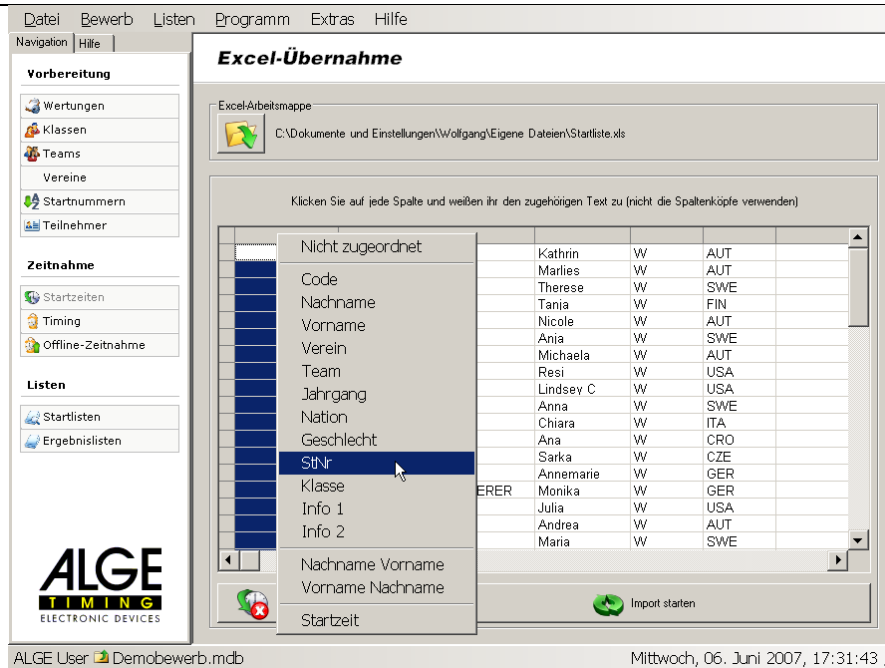 Datei Bewerb Listen Programm Extras Hilfe
Navigation Hilfe
Vorbereitung
Wertungen
Klassen
Teams
Vereine
Startnummern
Teilnehmer
Zeitnahme
Startzeiten
Timing
Offline-Zeitnahme
Listen
Startlisten
Ergebnislisten
ALGE
TIMING
ELECTRONIC DEVICES
Excel-Übernahme
Excel-Arbeitsmappe
C:\Dokumente und Einstellungen\Wolfgang\Eigene Dateien\Startliste.xls
Klicken Sie auf jede Spalte und weißen ihr den zugehörigen Text zu (nicht die Spaltenköpfe verwenden)
Nicht zugeordnet
Code
Nachname
Vorname
Verein
Team
Jahrgang
Nation
Geschlecht
StNr
Klasse
Info 1
Info 2
Nachname Vorname
Vorname Nachname
Startzeit
Kathrin W AUT
Marlies W AUT
Therese W SWE
Tanja W FIN
Nicole W AUT
Anja W SWE
Michaela W AUT
Resi W USA
Lindsey C W USA
Anna W SWE
Chiara W ITA
Ana W CRO
Sarka W CZE
Annemarie W GER
ERER Monika W GER
Julia W USA
Andrea W AUT
Maria W SWE
Import starten
ALGE User Demobewerb.mdb Mittwoch, 06. Juni 2007, 17:31:43